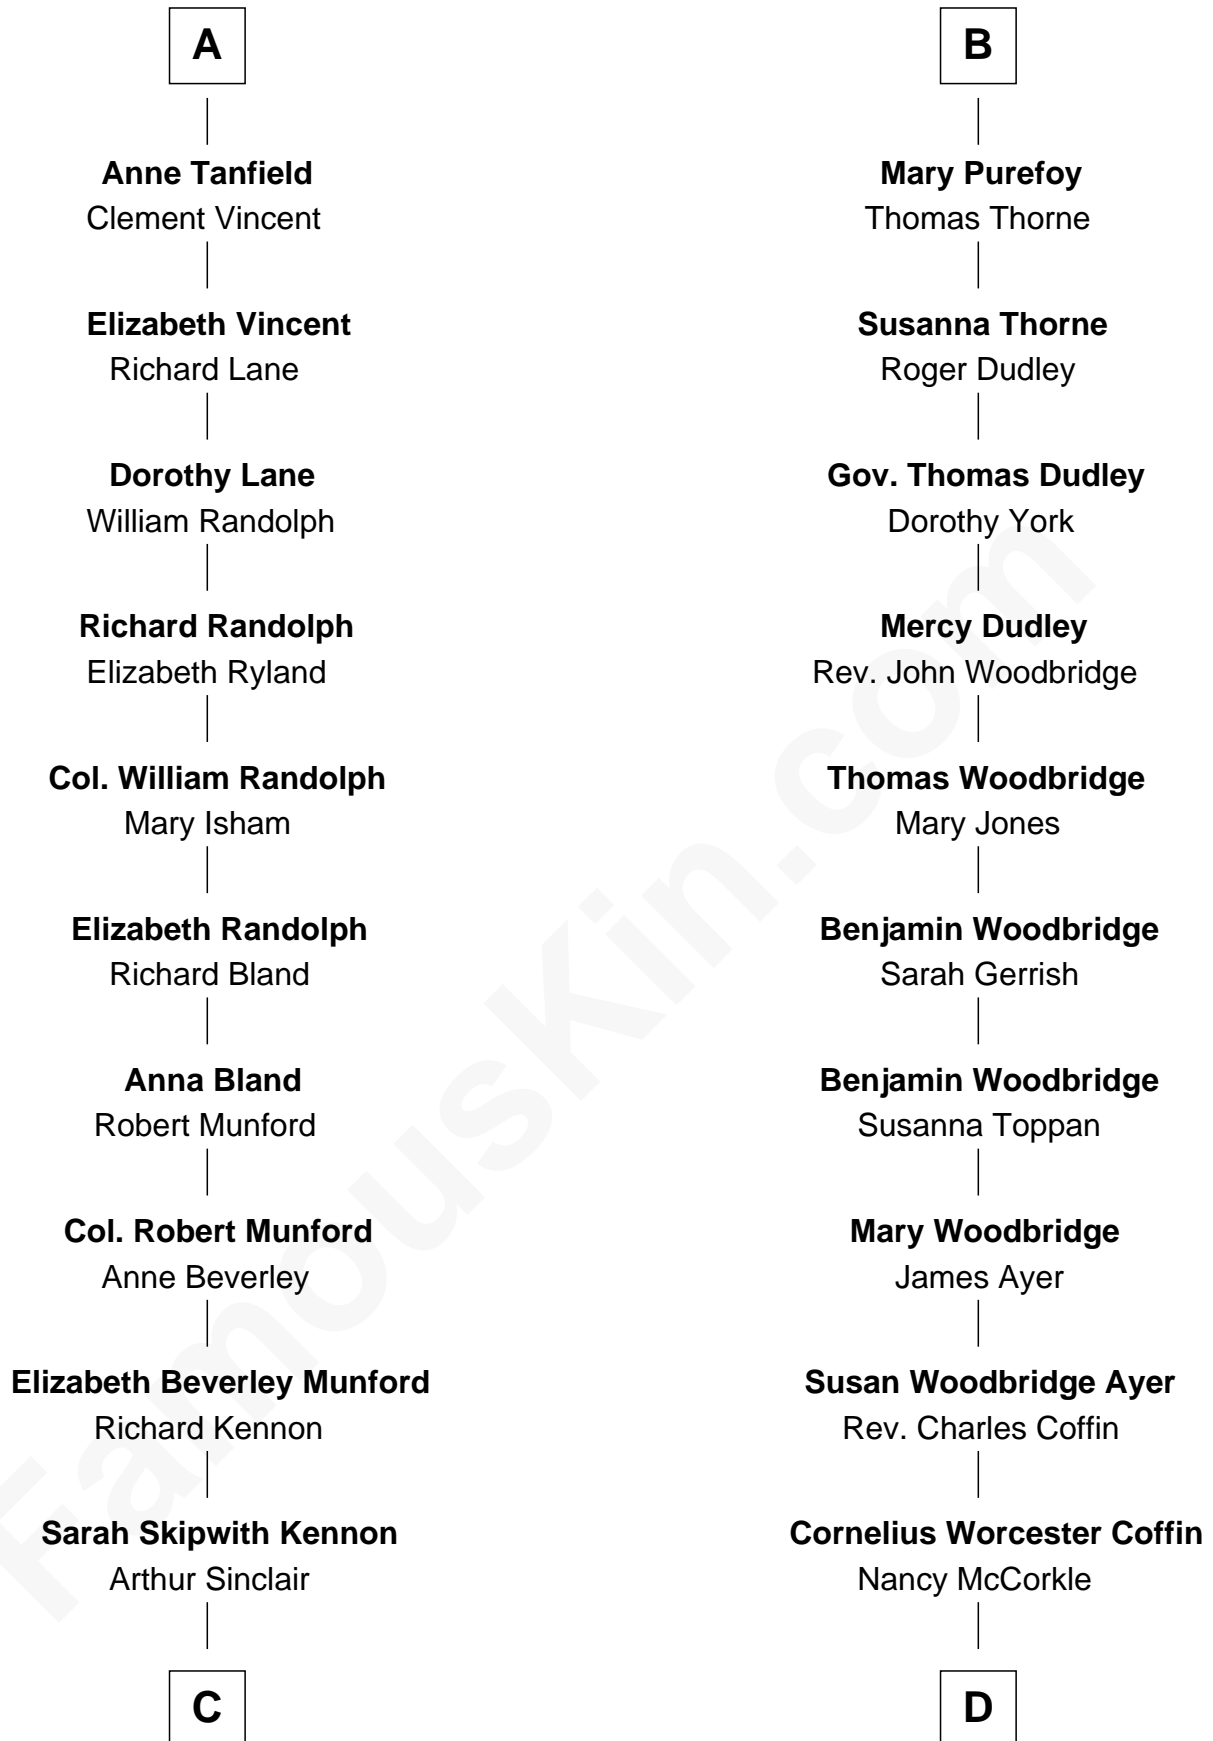 A
Anne Tanfield
Clement Vincent
Elizabeth Vincent
Richard Lane
Dorothy Lane
William Randolph
Richard Randolph
Elizabeth Ryland
Col. William Randolph
Mary Isham
Elizabeth Randolph
Richard Bland
Anna Bland
Robert Munford
Col. Robert Munford
Anne Beverley
Elizabeth Beverley Munford
Richard Kennon
Sarah Skipwith Kennon
Arthur Sinclair
C
B
Mary Purefoy
Thomas Thorne
Susanna Thorne
Roger Dudley
Gov. Thomas Dudley
Dorothy York
Mercy Dudley
Rev. John Woodbridge
Thomas Woodbridge
Mary Jones
Benjamin Woodbridge
Sarah Gerrish
Benjamin Woodbridge
Susanna Toppan
Mary Woodbridge
James Ayer
Susan Woodbridge Ayer
Rev. Charles Coffin
Cornelius Worcester Coffin
Nancy McCorkle
D
FamousKin.com